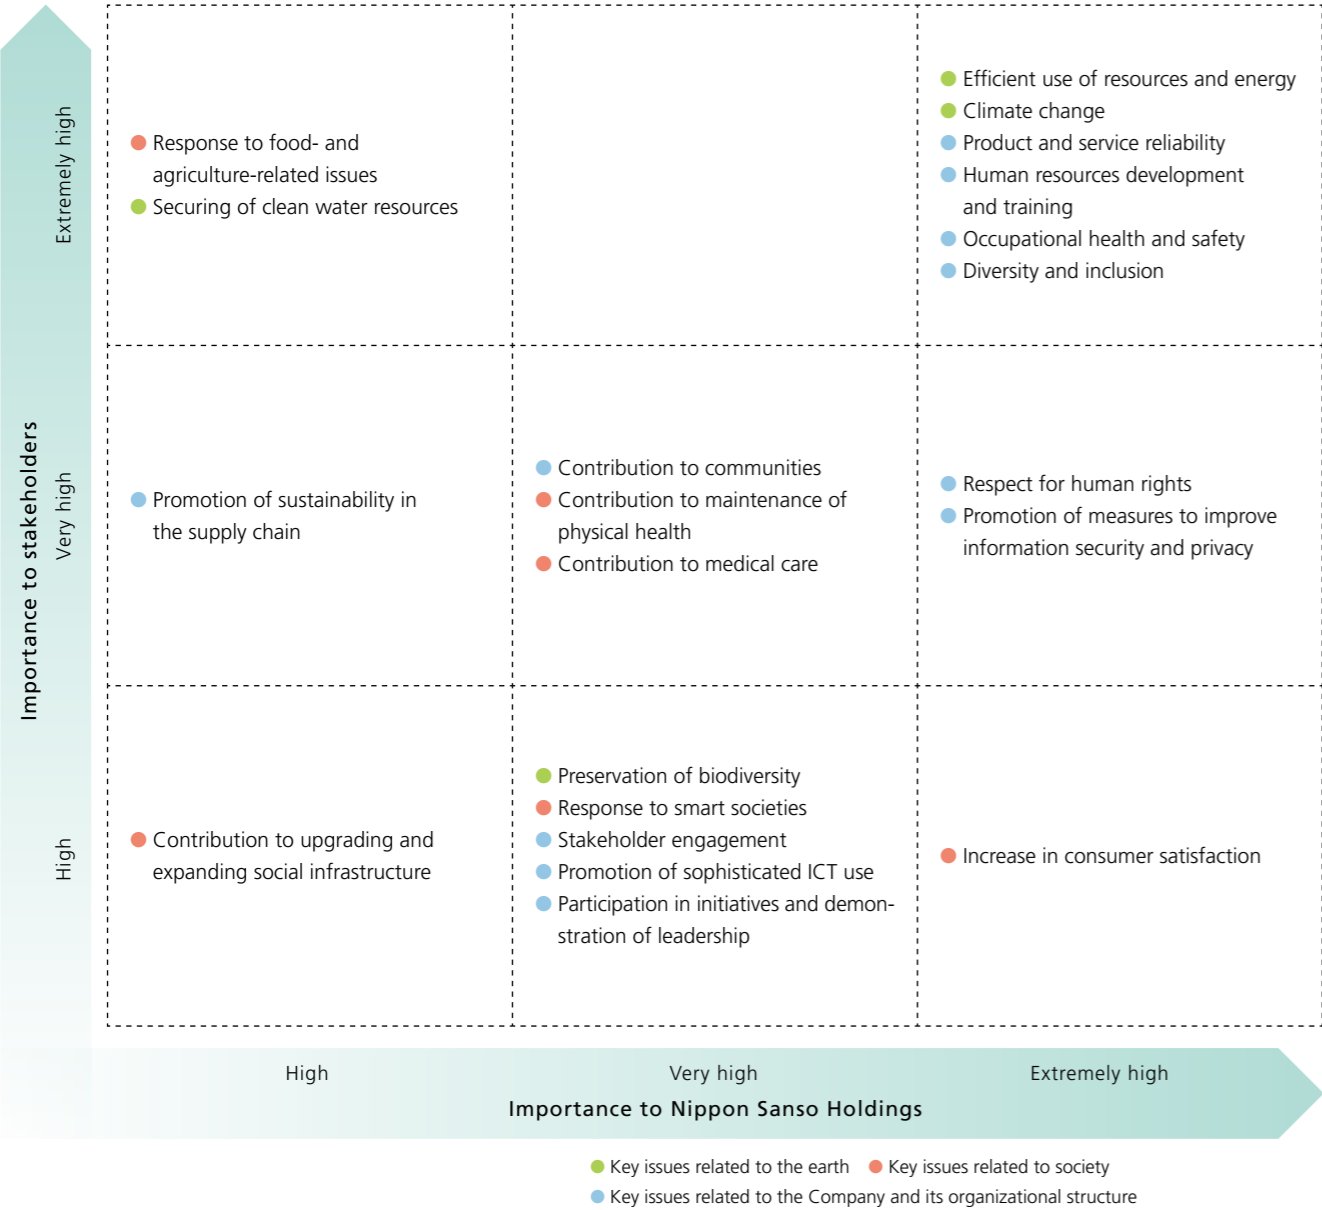 Importance to stakeholders
Extremely high
Response to food- and
agriculture-related issues
Securing of clean water resources
Efficient use of resources and energy
Climate change
Product and service reliability
Human resources development
and training
Occupational health and safety
Diversity and inclusion
Very high
Promotion of sustainability in
the supply chain
Contribution to communities
Contribution to maintenance of
physical health
Contribution to medical care
Respect for human rights
Promotion of measures to improve
information security and privacy
High
Contribution to upgrading and
expanding social infrastructure
Preservation of biodiversity
Response to smart societies
Stakeholder engagement
Promotion of sophisticated ICT use
Participation in initiatives and demon-
stration of leadership
Increase in consumer satisfaction
High
Very high
Extremely high
Importance to Nippon Sanso Holdings
Key issues related to the earth
Key issues related to society
Key issues related to the Company and its organizational structure